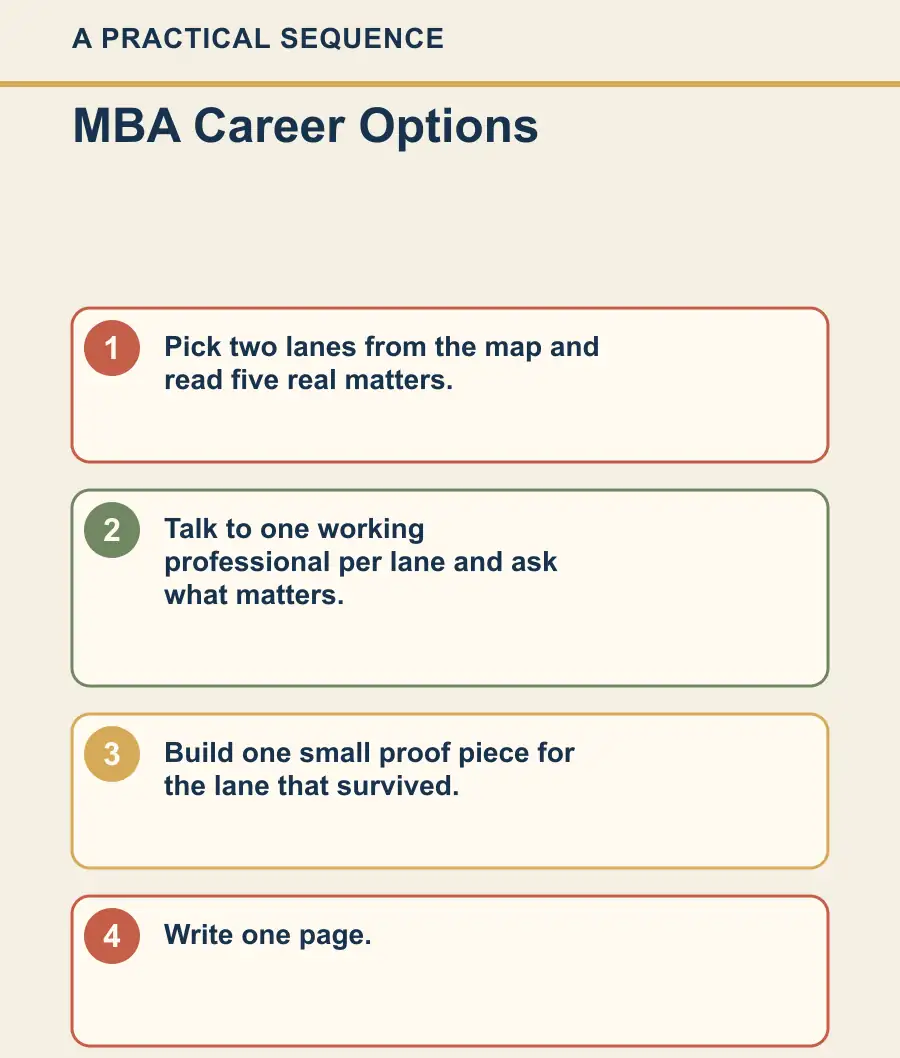 A PRACTICAL SEQUENCE
MBA Career Options
1
Pick two lanes from the map and
read five real matters.
2
Talk to one working
professional per lane and ask
what matters.
3
Build one small proof piece for
the lane that survived.
4
Write one page.